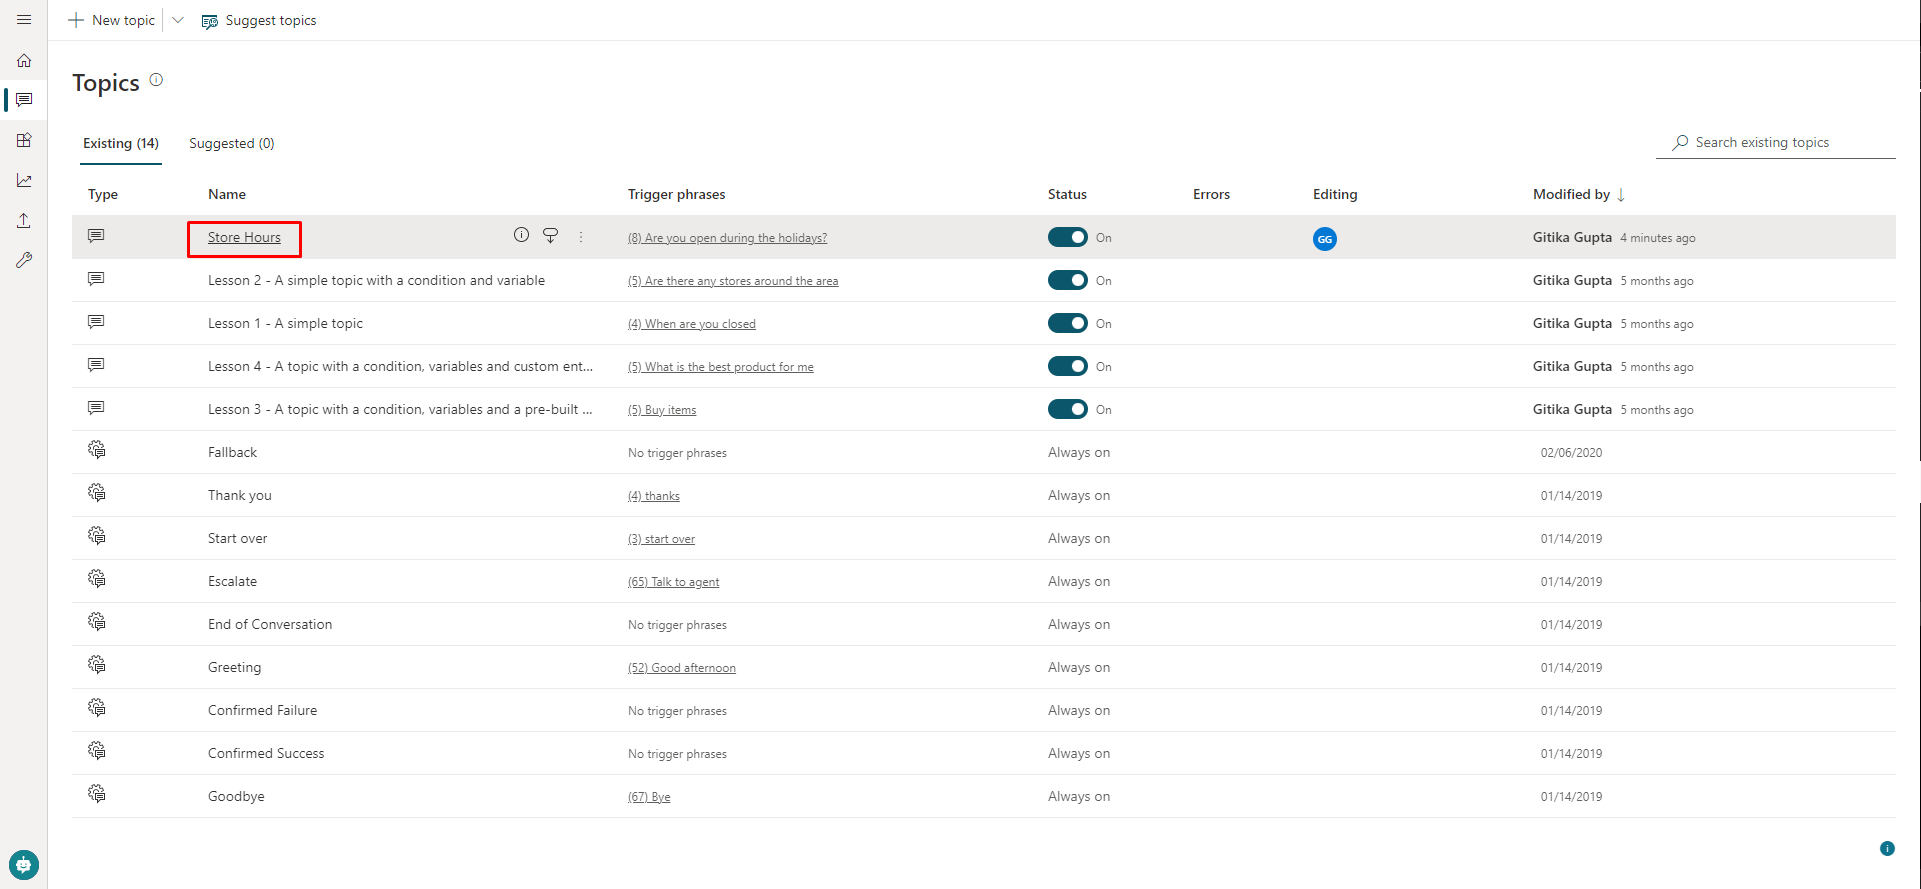 New topic Suggest topics
Topics
Existing (14) Suggested (0) Search existing topics
Type Name Trigger phrases Status Errors Editing Modified by ↓
Store Hours (8) Are you open during the holidays? On GG Gitika Gupta 4 minutes ago
Lesson 2 - A simple topic with a condition and variable (5) Are there any stores around the area On Gitika Gupta 5 months ago
Lesson 1 - A simple topic (4) When are you closed On Gitika Gupta 5 months ago
Lesson 4 - A topic with a condition, variables and custom ent... (5) What is the best product for me On Gitika Gupta 5 months ago
Lesson 3 - A topic with a condition, variables and a pre-built ... (5) Buy items On Gitika Gupta 5 months ago
Fallback No trigger phrases Always on 02/06/2020
Thank you (4) thanks Always on 01/14/2019
Start over (3) start over Always on 01/14/2019
Escalate (65) Talk to agent Always on 01/14/2019
End of Conversation No trigger phrases Always on 01/14/2019
Greeting (52) Good afternoon Always on 01/14/2019
Confirmed Failure No trigger phrases Always on 01/14/2019
Confirmed Success No trigger phrases Always on 01/14/2019
Goodbye (67) Bye Always on 01/14/2019